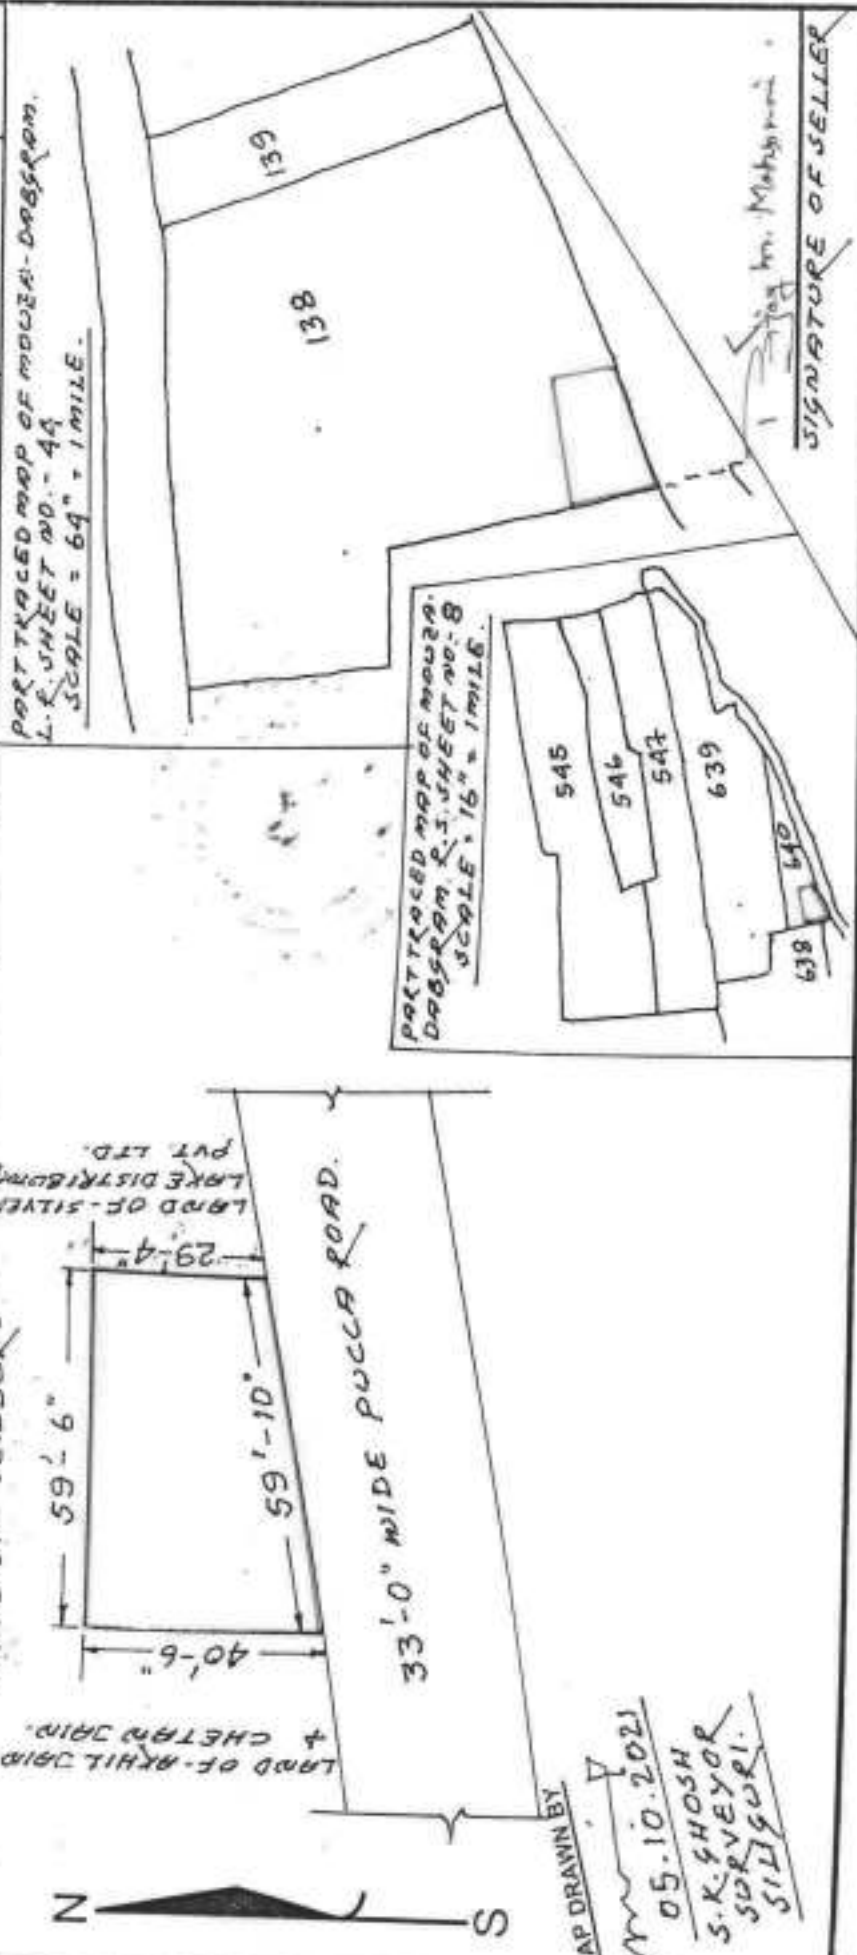 PART TRACED MAP OF MOUZA-DABGRAM.
L.R. SHEET NO.- 44
SCALE = 64" = 1 MILE.
139
138
SIGNATURE OF SELLER
PART TRACED MAP OF MOUZA-
DABGRAM. R.S. SHEET NO:- 8
SCALE = 16" = 1 MILE.
545
546
547
639
640
638
LAND OF-
LAKE
PVT. LTD.
59'-6"
29'-4"
59'-10"
40'-6"
LAND OF-AKHIL JAIN
& CHETAN JAIN.
33'-0" WIDE PUCCA ROAD.
N
S
AP DRAWN BY
05.10.2021
S.K. GHOSH
SURVEYOR
SILIGURI.